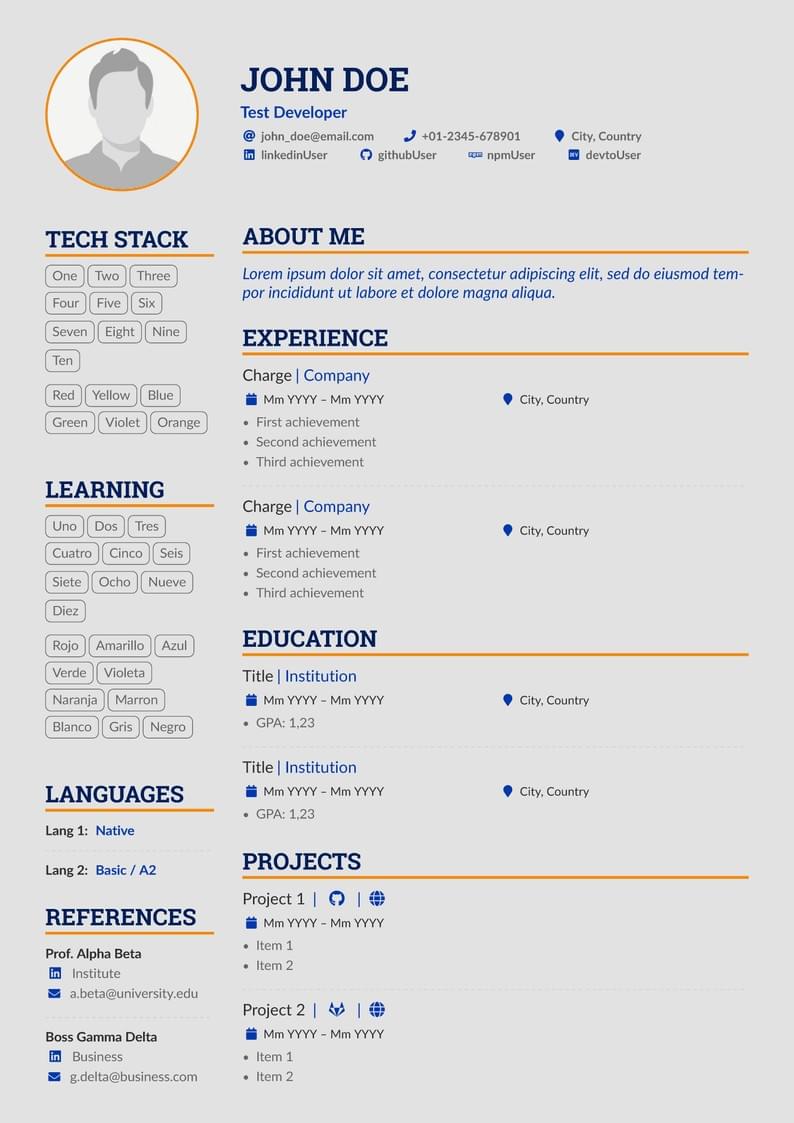 JOHN DOE
Test Developer
john_doe@email.com +01-2345-678901 City, Country
linkedinUser githubUser npm npmUser DEV devtoUser
TECH STACK
One Two Three
Four Five Six
Seven Eight Nine
Ten
Red Yellow Blue
Green Violet Orange
LEARNING
Uno Dos Tres
Cuatro Cinco Seis
Siete Ocho Nueve
Diez
Rojo Amarillo Azul
Verde Violeta
Naranja Marron
Blanco Gris Negro
LANGUAGES
Lang 1: Native
Lang 2: Basic / A2
REFERENCES
Prof. Alpha Beta
Institute
a.beta@university.edu
Boss Gamma Delta
Business
g.delta@business.com
ABOUT ME
Lorem ipsum dolor sit amet, consectetur adipiscing elit, sed do eiusmod tem-
por incididunt ut labore et dolore magna aliqua.
EXPERIENCE
Charge | Company
Mm YYYY – Mm YYYY City, Country
• First achievement
• Second achievement
• Third achievement
Charge | Company
Mm YYYY – Mm YYYY City, Country
• First achievement
• Second achievement
• Third achievement
EDUCATION
Title | Institution
Mm YYYY – Mm YYYY City, Country
• GPA: 1,23
Title | Institution
Mm YYYY – Mm YYYY City, Country
• GPA: 1,23
PROJECTS
Project 1 | |
Mm YYYY – Mm YYYY
• Item 1
• Item 2
Project 2 | |
Mm YYYY – Mm YYYY
• Item 1
• Item 2